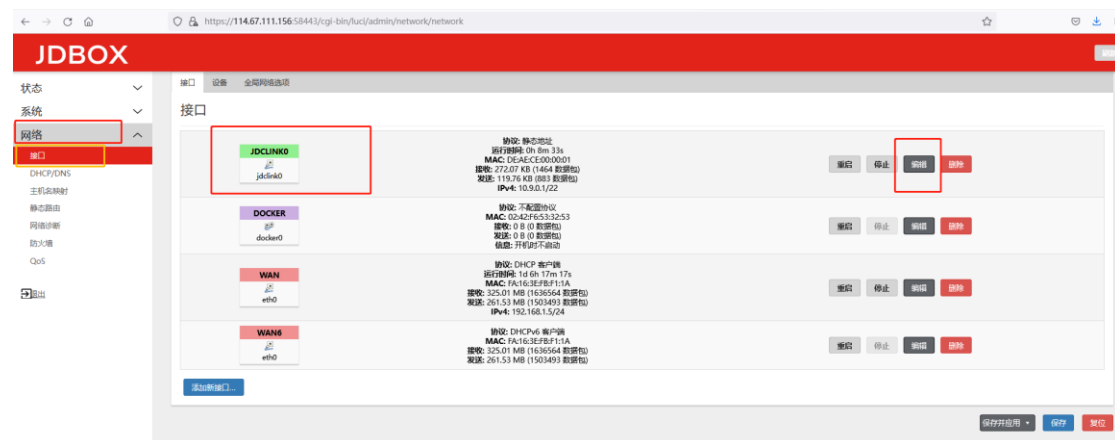 https://114.67.111.156:58443/cgi-bin/luci/admin/network/network
JDBOX
状态
系统
网络
接口
DHCP/DNS
主机名映射
静态路由
网络诊断
防火墙
QoS
退出
接口 设备 全局网络选项
接口
JDCLINK0
jdclink0
协议: 静态地址
运行时间: 0h 8m 33s
MAC: DE:AE:CE:00:00:01
接收: 272.07 KB (1464 数据包)
发送: 119.76 KB (883 数据包)
IPv4: 10.9.0.1/22
重启 停止 编辑 删除
DOCKER
docker0
协议: 不配置协议
MAC: 02:42:F6:53:32:53
接收: 0 B (0 数据包)
发送: 0 B (0 数据包)
信息: 开机时不启动
重启 停止 编辑 删除
WAN
eth0
协议: DHCP 客户端
运行时间: 1d 6h 17m 17s
MAC: FA:16:3E:FB:F1:1A
接收: 325.01 MB (1636564 数据包)
发送: 261.53 MB (1503493 数据包)
IPv4: 192.168.1.5/24
重启 停止 编辑 删除
WAN6
eth0
协议: DHCPv6 客户端
MAC: FA:16:3E:FB:F1:1A
接收: 325.01 MB (1636564 数据包)
发送: 261.53 MB (1503493 数据包)
重启 停止 编辑 删除
添加新接口...
保存并应用 保存 复位